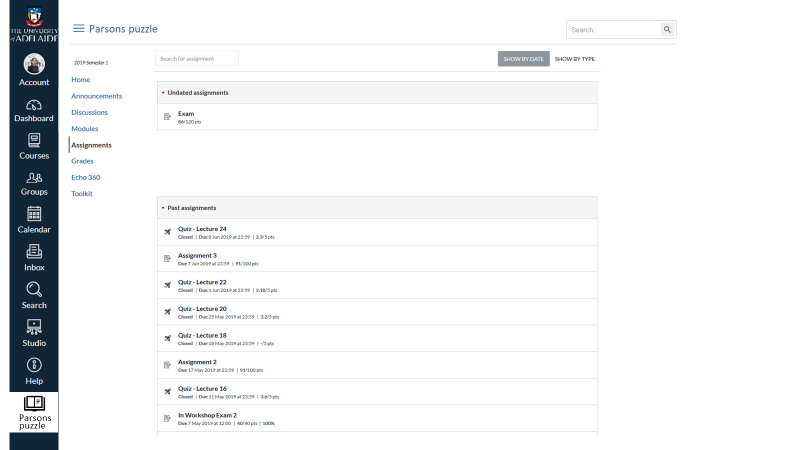 THE UNIVERSITY
of ADELAIDE
Account
Dashboard
Courses
Groups
Calendar
Inbox
Search
Studio
Help
Parsons
puzzle
Parsons puzzle
Search...
2019 Semester 1
Home
Announcements
Discussions
Modules
Assignments
Grades
Echo 360
Toolkit
Search for assignment
SHOW BY DATE
SHOW BY TYPE
Undated assignments
Exam
86/120 pts
Past assignments
Quiz - Lecture 24
Closed | Due 8 Jun 2019 at 23:59 | 2.3/5 pts
Assignment 3
Due 7 Jun 2019 at 23:59 | 91/100 pts
Quiz - Lecture 22
Closed | Due 1 Jun 2019 at 23:59 | 2.18/5 pts
Quiz - Lecture 20
Closed | Due 25 May 2019 at 23:59 | 3.2/5 pts
Quiz - Lecture 18
Closed | Due 18 May 2019 at 23:59 | -/5 pts
Assignment 2
Due 17 May 2019 at 23:59 | 91/100 pts
Quiz - Lecture 16
Closed | Due 11 May 2019 at 23:59 | 3.6/5 pts
In Workshop Exam 2
Due 7 May 2019 at 12:00 | 40/40 pts | 100%